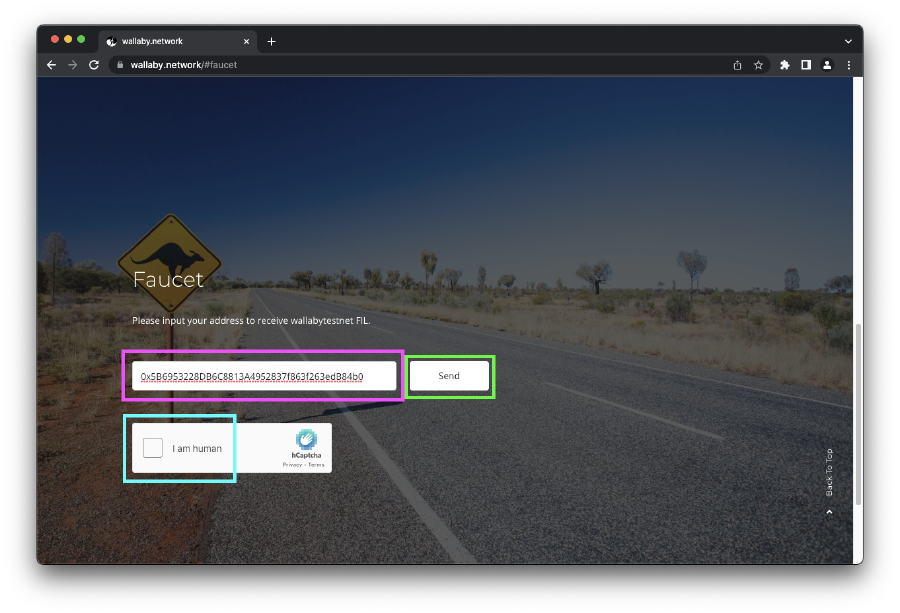 wallaby.network
wallaby.network/#faucet
Faucet
Please input your address to receive wallabytestnet FIL.
0x5B6953228DB6C8813A4952837f863f263edB84b0
Send
I am human
hCaptcha
Privacy - Terms
Back To Top